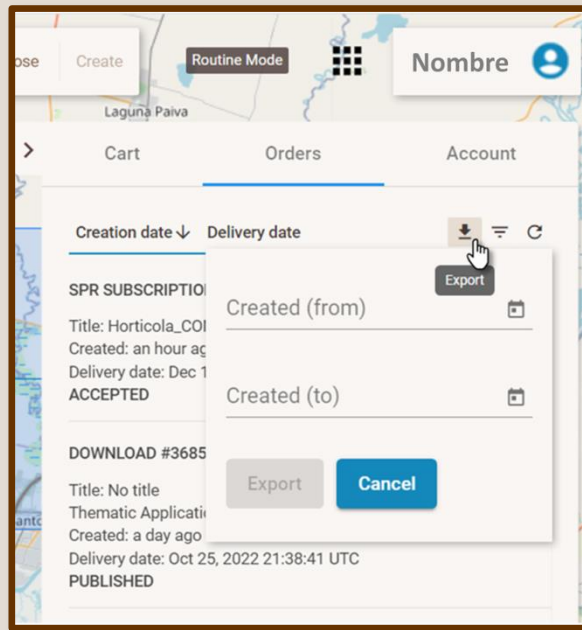 Create
Routine Mode
Nombre
Laguna Paiva
Cart Orders Account
Creation date Delivery date
Export
SPR SUBSCRIPTIO
Created (from)
Title: Horticola_CO
Created: an hour ag
Delivery date: Dec 1
Created (to)
ACCEPTED
DOWNLOAD #3685
Export Cancel
Title: No title
Thematic Applicati
Created: a day ago
Delivery date: Oct 25, 2022 21:38:41 UTC
PUBLISHED